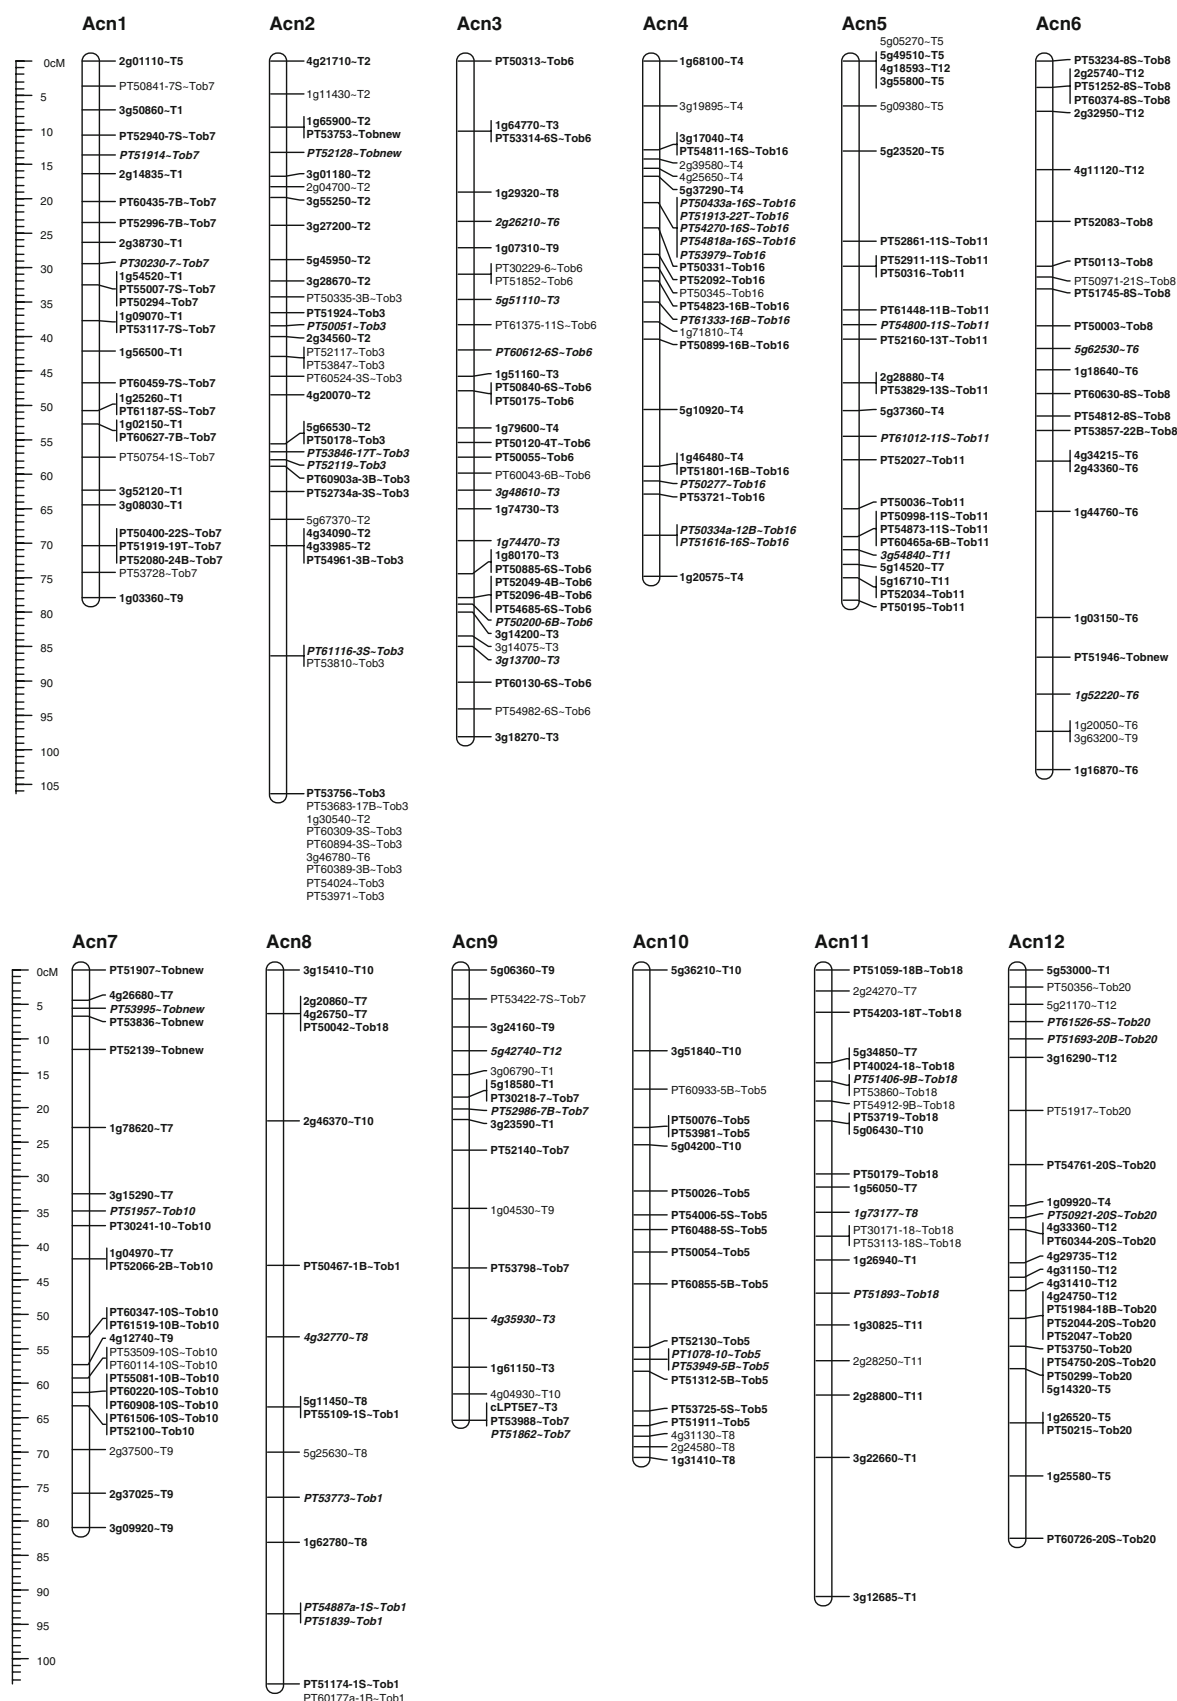 Acn1
0cM
5
10
15
20
25
30
35
40
45
50
55
60
65
70
75
80
85
90
95
100
105
2g01110~T5
PT50841-7S~Tob7
3g50860~T1
PT52940-7S~Tob7
PT51914~Tob7
2g14835~T1
PT60435-7B~Tob7
PT52996-7B~Tob7
2g38730~T1
PT30230-7~Tob7
1g54520~T1
PT55007-7S~Tob7
PT50294~Tob7
1g09070~T1
PT53117-7S~Tob7
1g56500~T1
PT60459-7S~Tob7
1g25260~T1
PT61187-5S~Tob7
1g02150~T1
PT60627-7B~Tob7
PT50754-1S~Tob7
3g52120~T1
3g08030~T1
PT50400-22S~Tob7
PT51919-19T~Tob7
PT52080-24B~Tob7
PT53728~Tob7
1g03360~T9
Acn2
4g21710~T2
1g11430~T2
1g65900~T2
PT53753~Tobnew
PT52128~Tobnew
3g01180~T2
2g04700~T2
3g55250~T2
3g27200~T2
5g45950~T2
3g28670~T2
PT50335-3B~Tob3
PT51924~Tob3
PT50051~Tob3
2g34560~T2
PT52117~Tob3
PT53847~Tob3
PT60524-3S~Tob3
4g20070~T2
5g66530~T2
PT50178~Tob3
PT53846-17T~Tob3
PT52119~Tob3
PT60903a-3B~Tob3
PT52734a-3S~Tob3
5g67370~T2
4g34090~T2
4g33985~T2
PT54961-3B~Tob3
PT61116-3S~Tob3
PT53810~Tob3
PT53756~Tob3
PT53683-17B~Tob3
1g30540~T2
PT60309-3S~Tob3
PT60894-3S~Tob3
3g46780~T6
PT60389-3B~Tob3
PT54024~Tob3
PT53971~Tob3
Acn3
PT50313~Tob6
1g64770~T3
PT53314-6S~Tob6
1g29320~T8
2g26210~T6
1g07310~T9
PT30229-6~Tob6
PT51852~Tob6
5g51110~T3
PT61375-11S~Tob6
PT60612-6S~Tob6
1g51160~T3
PT50840-6S~Tob6
PT50175~Tob6
1g79600~T4
PT50120-4T~Tob6
PT50055~Tob6
PT60043-6B~Tob6
3g48610~T3
1g74730~T3
1g74470~T3
1g80170~T3
PT50885-6S~Tob6
PT52049-4B~Tob6
PT52096-4B~Tob6
PT54685-6S~Tob6
PT50200-6B~Tob6
3g14200~T3
3g14075~T3
3g13700~T3
PT60130-6S~Tob6
PT54982-6S~Tob6
3g18270~T3
Acn4
1g68100~T4
3g19895~T4
3g17040~T4
PT54811-16S~Tob16
2g39580~T4
4g25650~T4
5g37290~T4
PT50433a-16S~Tob16
PT51913-22T~Tob16
PT54270-16S~Tob16
PT54818a-16S~Tob16
PT53979~Tob16
PT50331~Tob16
PT52092~Tob16
PT50345~Tob16
PT54823-16B~Tob16
PT61333-16B~Tob16
1g71810~T4
PT50899-16B~Tob16
5g10920~T4
1g46480~T4
PT51801-16B~Tob16
PT50277~Tob16
PT53721~Tob16
PT50334a-12B~Tob16
PT51616-16S~Tob16
1g20575~T4
Acn5
5g05270~T5
5g49510~T5
4g18593~T12
3g55800~T5
5g09380~T5
5g23520~T5
PT52861-11S~Tob11
PT52911-11S~Tob11
PT50316~Tob11
PT61448-11B~Tob11
PT54800-11S~Tob11
PT52160-13T~Tob11
2g28880~T4
PT53829-13S~Tob11
5g37360~T4
PT61012-11S~Tob11
PT52027~Tob11
PT50036~Tob11
PT50998-11S~Tob11
PT54873-11S~Tob11
PT60465a-6B~Tob11
3g54840~T11
5g14520~T7
5g16710~T11
PT52034~Tob11
PT50195~Tob11
Acn6
PT53234-8S~Tob8
2g25740~T12
PT51252-8S~Tob8
PT60374-8S~Tob8
2g32950~T12
4g11120~T12
PT52083~Tob8
PT50113~Tob8
PT50971-21S~Tob8
PT51745-8S~Tob8
PT50003~Tob8
5g62530~T6
1g18640~T6
PT60630-8S~Tob8
PT54812-8S~Tob8
PT53857-22B~Tob8
4g34215~T6
2g43360~T6
1g44760~T6
1g03150~T6
PT51946~Tobnew
1g52220~T6
1g20050~T6
3g63200~T9
1g16870~T6
Acn7
0cM
5
10
15
20
25
30
35
40
45
50
55
60
65
70
75
80
85
90
95
100
PT51907~Tobnew
4g26680~T7
PT53995~Tobnew
PT53836~Tobnew
PT52139~Tobnew
1g78620~T7
3g15290~T7
PT51957~Tob10
PT30241-10~Tob10
1g04970~T7
PT52066-2B~Tob10
PT60347-10S~Tob10
PT61519-10B~Tob10
4g12740~T9
PT53509-10S~Tob10
PT60114-10S~Tob10
PT55081-10B~Tob10
PT60220-10S~Tob10
PT60908-10S~Tob10
PT61506-10S~Tob10
PT52100~Tob10
2g37500~T9
2g37025~T9
3g09920~T9
Acn8
3g15410~T10
2g20860~T7
4g26750~T7
PT50042~Tob18
2g46370~T10
PT50467-1B~Tob1
4g32770~T8
5g11450~T8
PT55109-1S~Tob1
5g25630~T8
PT53773~Tob1
1g62780~T8
PT54887a-1S~Tob1
PT51839~Tob1
PT51174-1S~Tob1
PT60177a-1B~Tob1
Acn9
5g06360~T9
PT53422-7S~Tob7
3g24160~T9
5g42740~T12
3g06790~T1
5g18580~T1
PT30218-7~Tob7
PT52986-7B~Tob7
3g23590~T1
PT52140~Tob7
1g04530~T9
PT53798~Tob7
4g35930~T3
1g61150~T3
4g04930~T10
cLPT5E7~T3
PT53988~Tob7
PT51862~Tob7
Acn10
5g36210~T10
3g51840~T10
PT60933-5B~Tob5
PT50076~Tob5
PT53981~Tob5
5g04200~T10
PT50026~Tob5
PT54006-5S~Tob5
PT60488-5S~Tob5
PT50054~Tob5
PT60855-5B~Tob5
PT52130~Tob5
PT1078-10~Tob5
PT53949-5B~Tob5
PT51312-5B~Tob5
PT53725-5S~Tob5
PT51911~Tob5
4g31130~T8
2g24580~T8
1g31410~T8
Acn11
PT51059-18B~Tob18
2g24270~T7
PT54203-18T~Tob18
5g34850~T7
PT40024-18~Tob18
PT51406-9B~Tob18
PT53860~Tob18
PT54912-9B~Tob18
PT53719~Tob18
5g06430~T10
PT50179~Tob18
1g56050~T7
1g73177~T8
PT30171-18~Tob18
PT53113-18S~Tob18
1g26940~T1
PT51893~Tob18
1g30825~T11
2g28250~T11
2g28800~T11
3g22660~T1
3g12685~T1
Acn12
5g53000~T1
PT50356~Tob20
5g21170~T12
PT61526-5S~Tob20
PT51693-20B~Tob20
3g16290~T12
PT51917~Tob20
PT54761-20S~Tob20
1g09920~T4
PT50921-20S~Tob20
4g33360~T12
PT60344-20S~Tob20
4g29735~T12
4g31150~T12
4g31410~T12
4g24750~T12
PT51984-18B~Tob20
PT52044-20S~Tob20
PT52047~Tob20
PT53750~Tob20
PT54750-20S~Tob20
PT50299~Tob20
5g14320~T5
1g26520~T5
PT50215~Tob20
1g25580~T5
PT60726-20S~Tob20